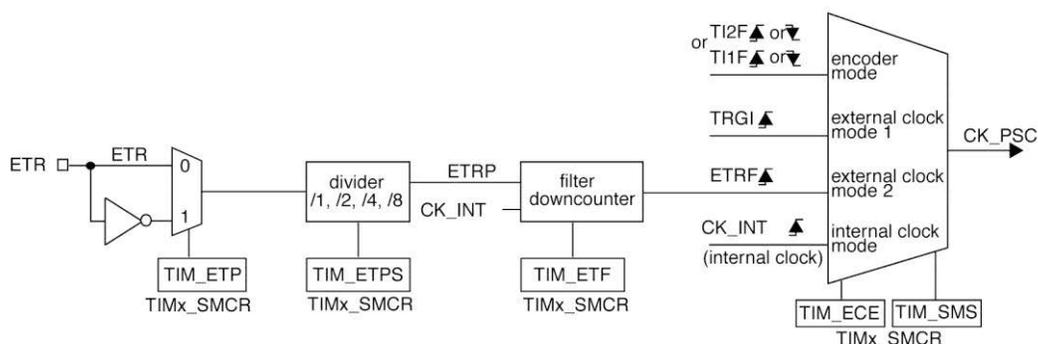 or TI2F or
TI1F or
encoder
mode
TRGI
external clock
mode 1
CK_PSC
ETR
ETR
0
1
divider
/1, /2, /4, /8
ETRP
CK_INT
filter
downcounter
ETRF
external clock
mode 2
CK_INT
(internal clock)
internal clock
mode
TIM_ETP
TIMx_SMCR
TIM_ETPS
TIMx_SMCR
TIM_ETF
TIMx_SMCR
TIM_ECE
TIM_SMS
TIMx_SMCR